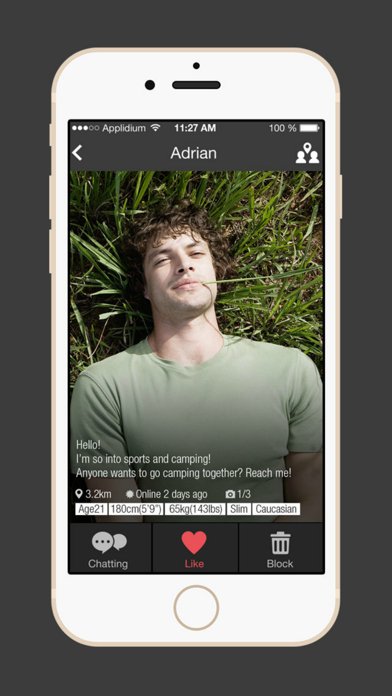 Applidium 11:27 AM 100 %
Adrian
Hello!
I'm so into sports and camping!
Anyone wants to go camping together? Reach me!
3.2km Online 2 days ago 1/3
Age21 180cm(5'9") 65kg(143lbs) Slim Caucasian
Chatting Like Block